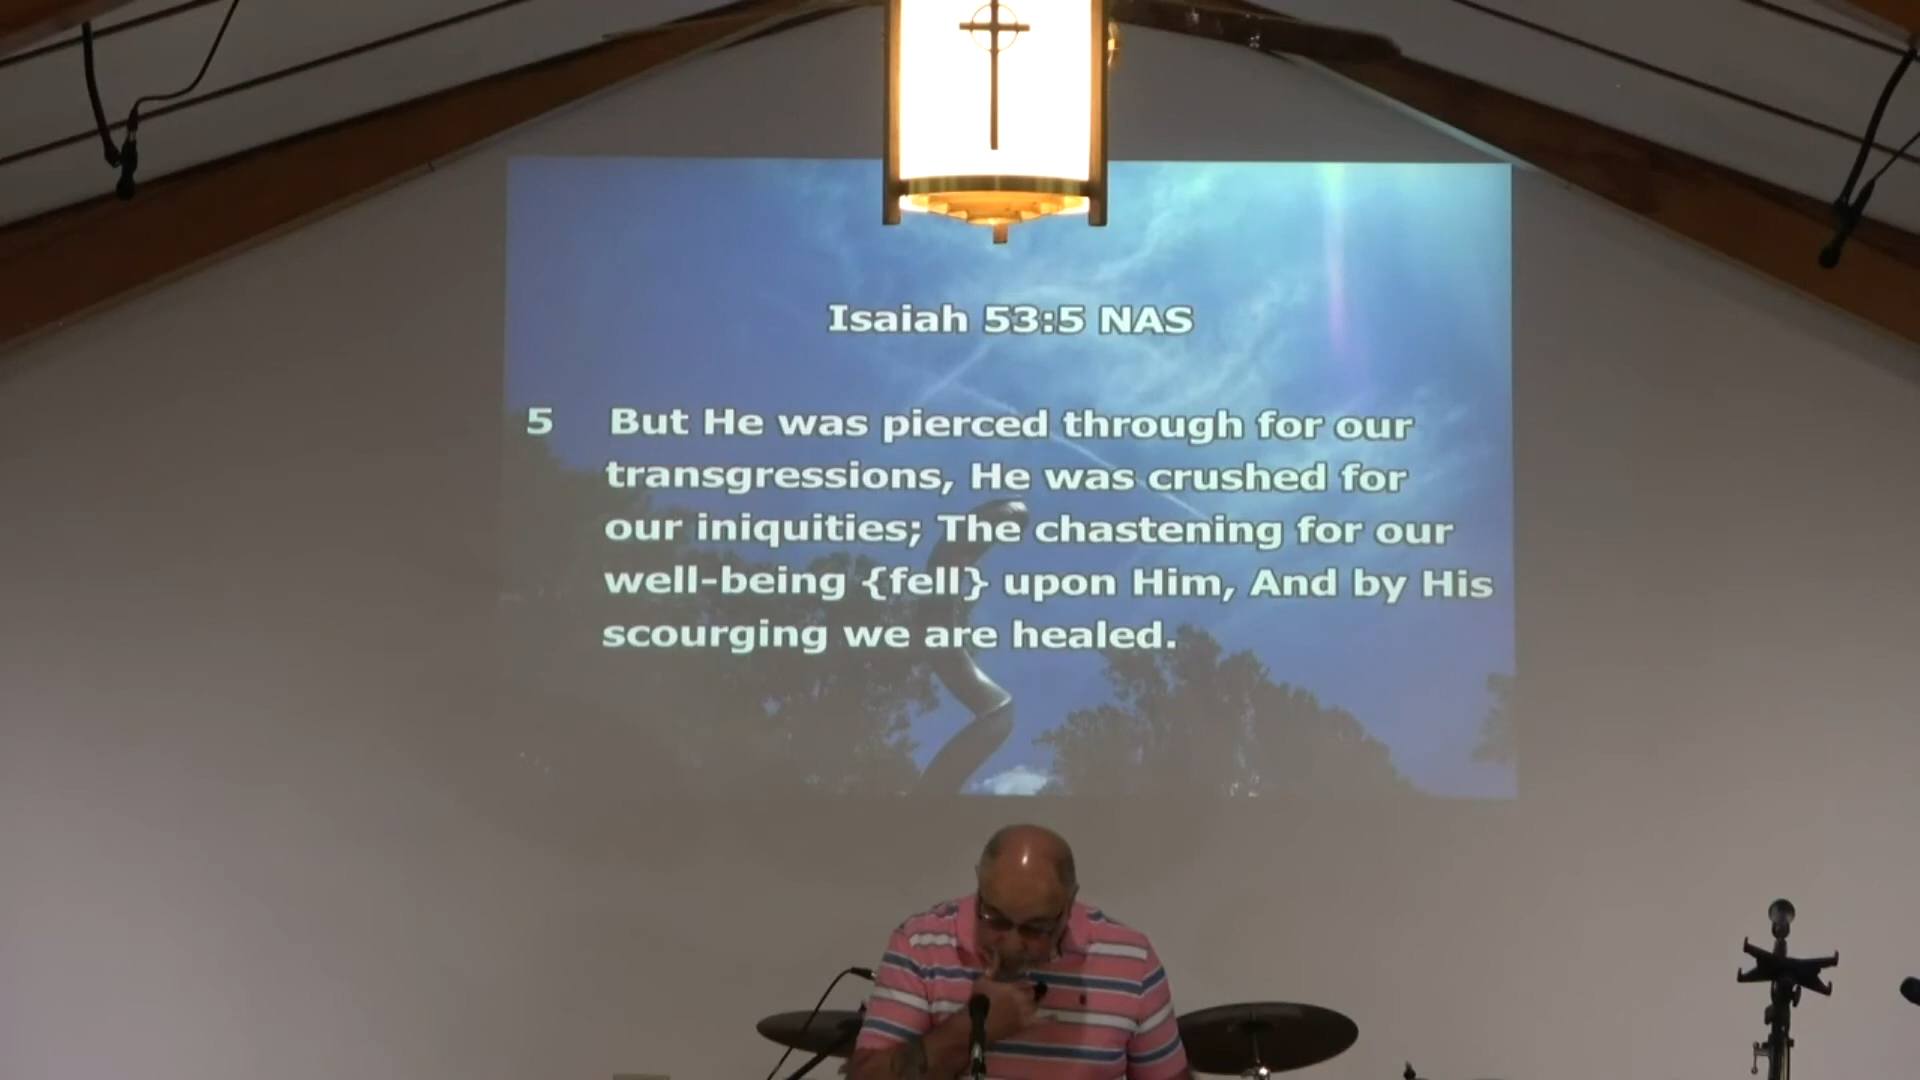 Isaiah 53:5 NAS
5 But He was pierced through for our
transgressions, He was crushed for
our iniquities; The chastening for our
well-being {fell} upon Him, And by His
scourging we are healed.